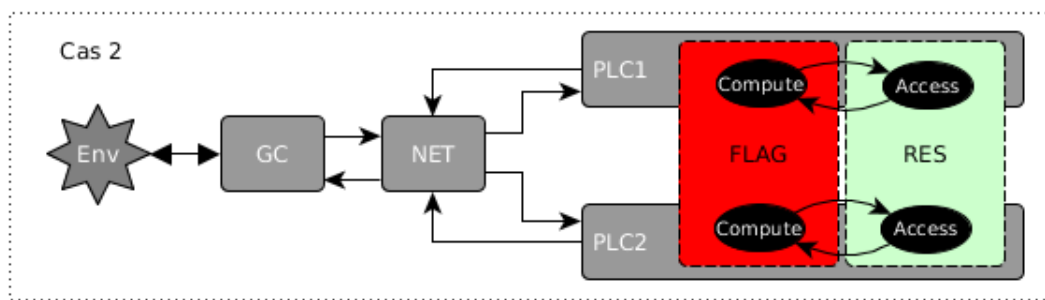 Cas 2
PLC1
Compute
Access
Env
GC
NET
FLAG
RES
PLC2
Compute
Access